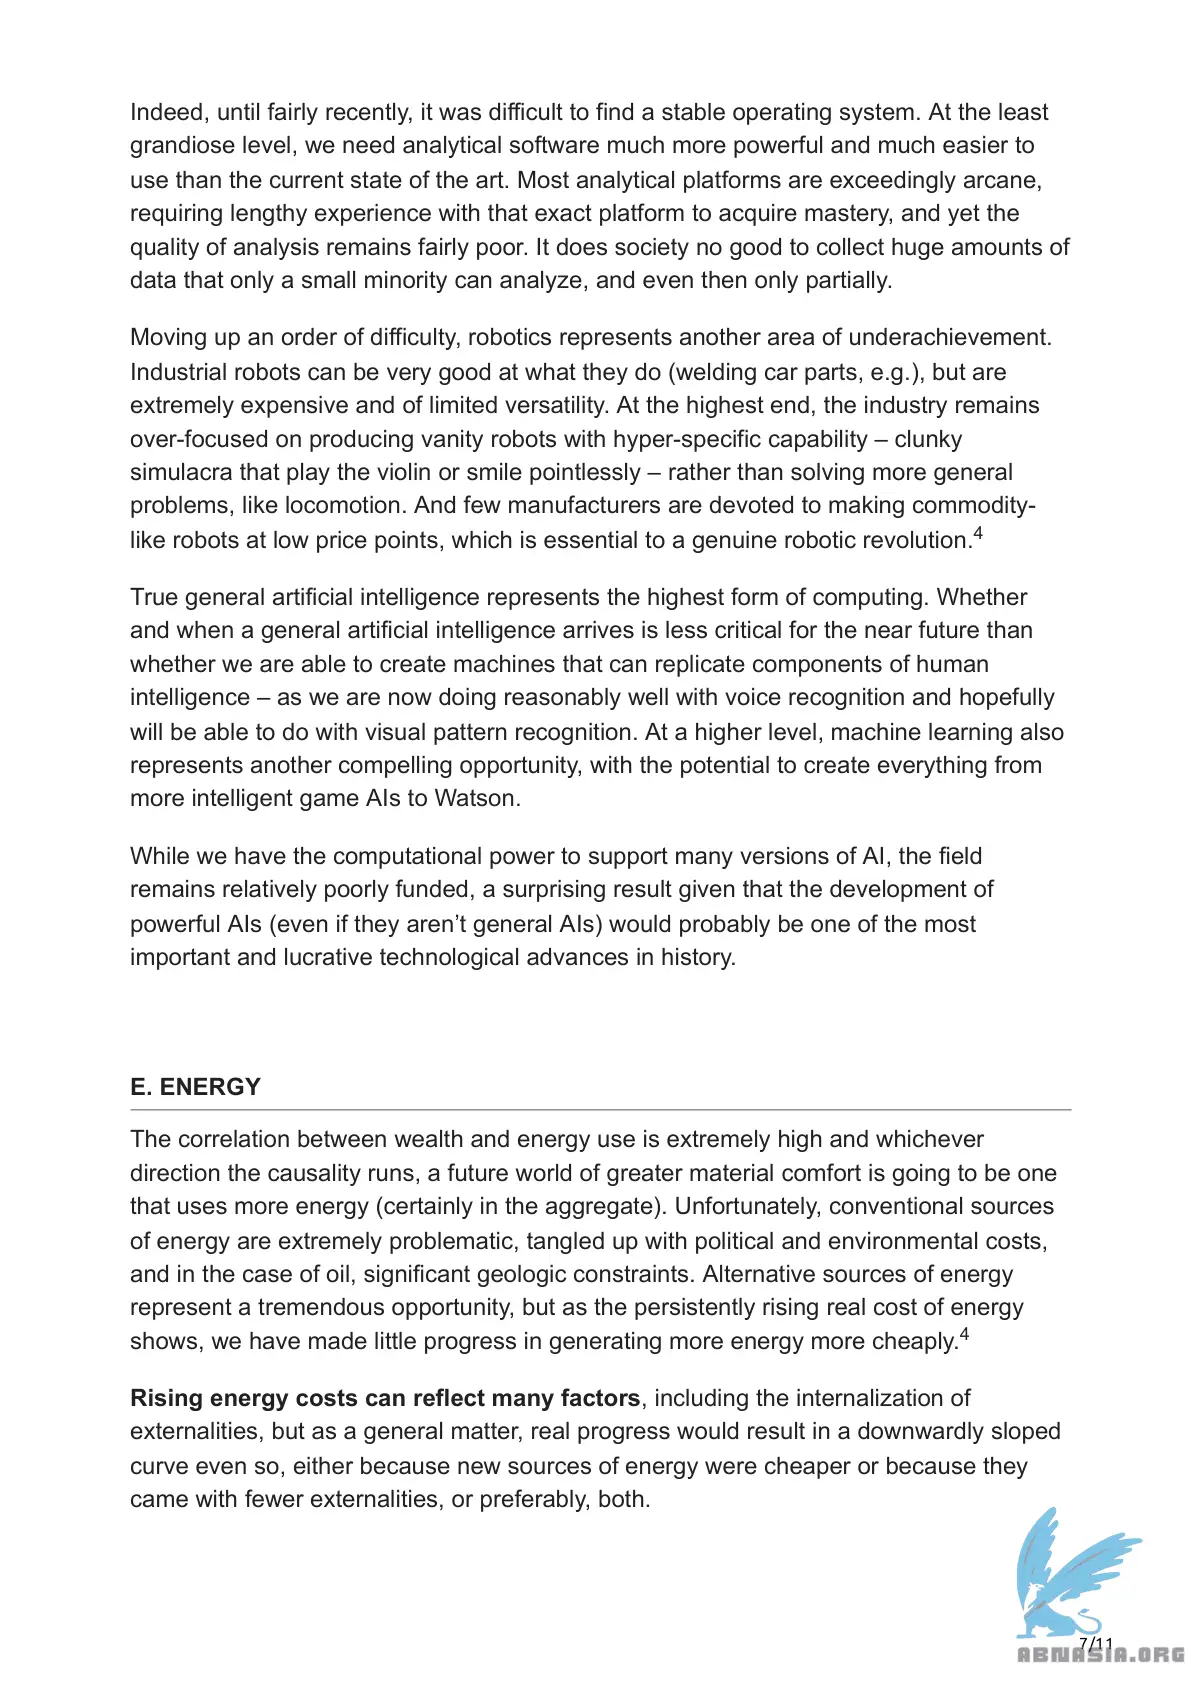 Indeed, until fairly recently, it was difficult to find a stable operating system. At the least
grandiose level, we need analytical software much more powerful and much easier to
use than the current state of the art. Most analytical platforms are exceedingly arcane,
requiring lengthy experience with that exact platform to acquire mastery, and yet the
quality of analysis remains fairly poor. It does society no good to collect huge amounts of
data that only a small minority can analyze, and even then only partially.
Moving up an order of difficulty, robotics represents another area of underachievement.
Industrial robots can be very good at what they do (welding car parts, e.g.), but are
extremely expensive and of limited versatility. At the highest end, the industry remains
over-focused on producing vanity robots with hyper-specific capability – clunky
simulacra that play the violin or smile pointlessly – rather than solving more general
problems, like locomotion. And few manufacturers are devoted to making commodity-
like robots at low price points, which is essential to a genuine robotic revolution.4
True general artificial intelligence represents the highest form of computing. Whether
and when a general artificial intelligence arrives is less critical for the near future than
whether we are able to create machines that can replicate components of human
intelligence – as we are now doing reasonably well with voice recognition and hopefully
will be able to do with visual pattern recognition. At a higher level, machine learning also
represents another compelling opportunity, with the potential to create everything from
more intelligent game AIs to Watson.
While we have the computational power to support many versions of AI, the field
remains relatively poorly funded, a surprising result given that the development of
powerful AIs (even if they aren’t general AIs) would probably be one of the most
important and lucrative technological advances in history.
E. ENERGY
The correlation between wealth and energy use is extremely high and whichever
direction the causality runs, a future world of greater material comfort is going to be one
that uses more energy (certainly in the aggregate). Unfortunately, conventional sources
of energy are extremely problematic, tangled up with political and environmental costs,
and in the case of oil, significant geologic constraints. Alternative sources of energy
represent a tremendous opportunity, but as the persistently rising real cost of energy
shows, we have made little progress in generating more energy more cheaply.4
Rising energy costs can reflect many factors, including the internalization of
externalities, but as a general matter, real progress would result in a downwardly sloped
curve even so, either because new sources of energy were cheaper or because they
came with fewer externalities, or preferably, both.
7/11
ABNASIA.ORG